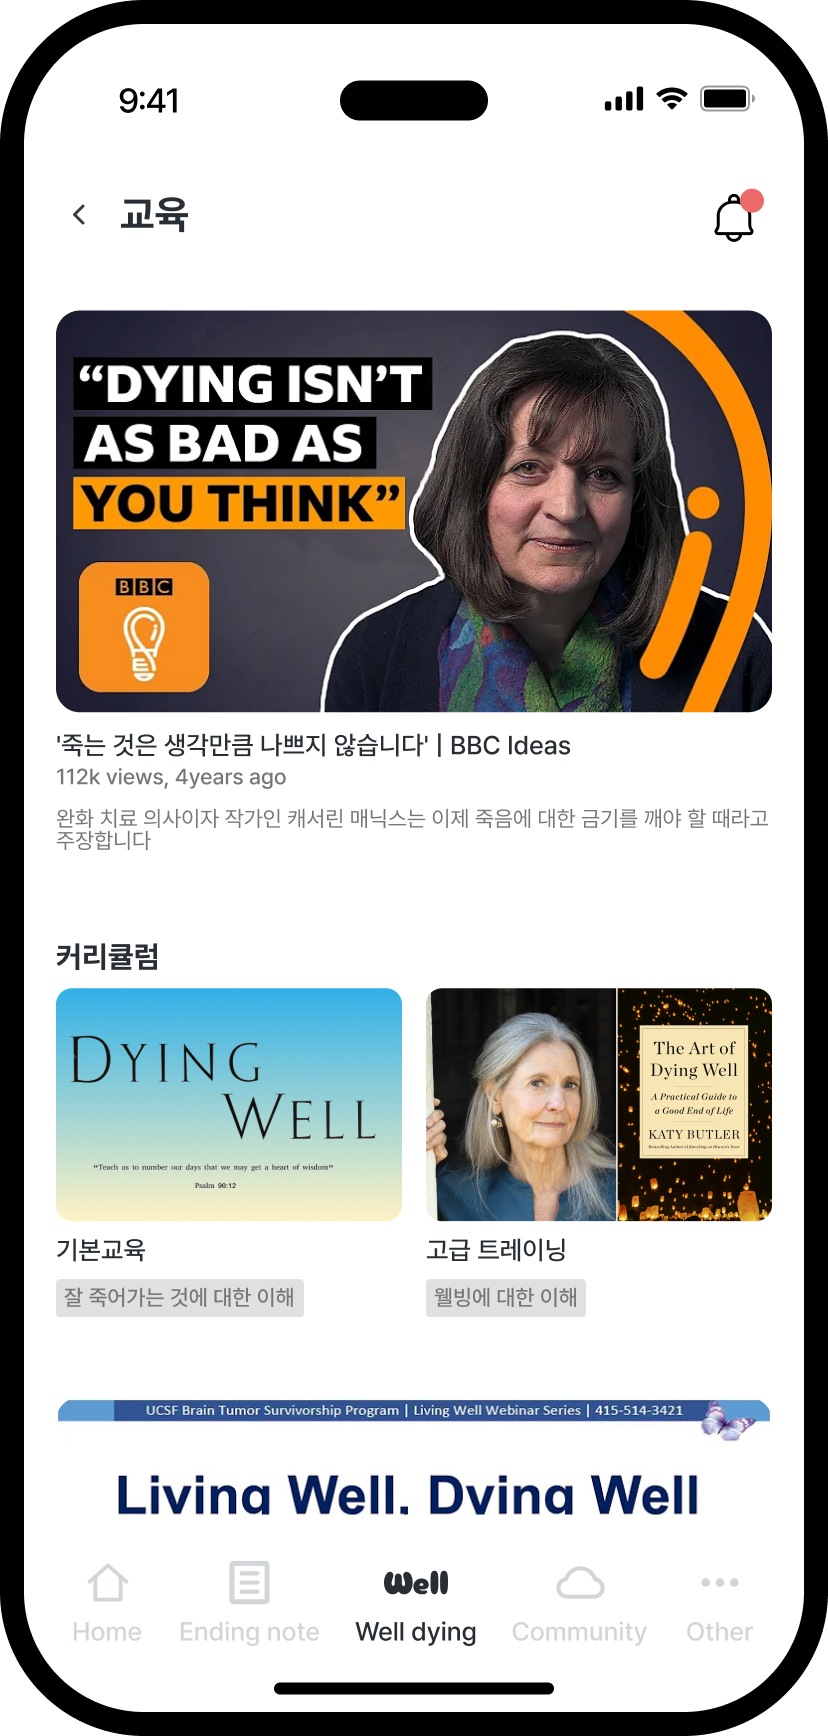 9:41
교육
“DYING ISN’T
AS BAD AS
YOU THINK”
BBC
'죽는 것은 생각만큼 나쁘지 않습니다' | BBC Ideas
112k views, 4years ago
완화 치료 의사이자 작가인 캐서린 매닉스는 이제 죽음에 대한 금기를 깨야 할 때라고
주장합니다
커리큘럼
DYING
WELL
“Teach us to number our days that we may get a heart of wisdom”
Psalm 90:12
The Art of
Dying Well
A Practical Guide to
a Good End of Life
KATY BUTLER
Bestselling Author of Knocking on Heaven's Door
기본교육
고급 트레이닝
잘 죽어가는 것에 대한 이해
웰빙에 대한 이해
UCSF Brain Tumor Survivorship Program | Living Well Webinar Series | 415-514-3421
Living Well, Dying Well
Well
Home
Ending note
Well dying
Community
Other